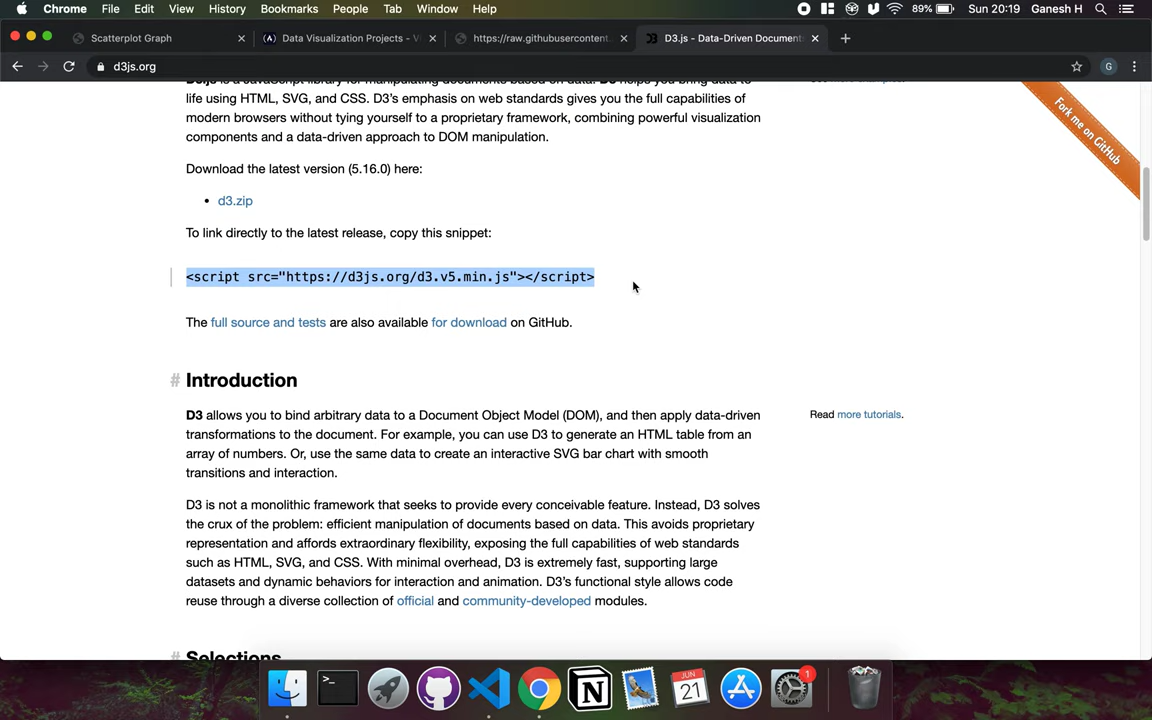 Chrome File Edit View History Bookmarks People Tab Window Help 89% Sun 20:19 Ganesh H
Scatterplot Graph Data Visualization Projects - V https://raw.githubusercontent. D3.js - Data-Driven Document
d3js.org G
life using HTML, SVG, and CSS. D3's emphasis on web standards gives you the full capabilities of
modern browsers without tying yourself to a proprietary framework, combining powerful visualization
components and a data-driven approach to DOM manipulation.
Fork me on GitHub
Download the latest version (5.16.0) here:
• d3.zip
To link directly to the latest release, copy this snippet:
<script src="https://d3js.org/d3.v5.min.js"></script>
The full source and tests are also available for download on GitHub.
# Introduction
D3 allows you to bind arbitrary data to a Document Object Model (DOM), and then apply data-driven
Read more tutorials.
transformations to the document. For example, you can use D3 to generate an HTML table from an
array of numbers. Or, use the same data to create an interactive SVG bar chart with smooth
transitions and interaction.
D3 is not a monolithic framework that seeks to provide every conceivable feature. Instead, D3 solves
the crux of the problem: efficient manipulation of documents based on data. This avoids proprietary
representation and affords extraordinary flexibility, exposing the full capabilities of web standards
such as HTML, SVG, and CSS. With minimal overhead, D3 is extremely fast, supporting large
datasets and dynamic behaviors for interaction and animation. D3's functional style allows code
reuse through a diverse collection of official and community-developed modules.
# Selections
>_ N JUN 21 1